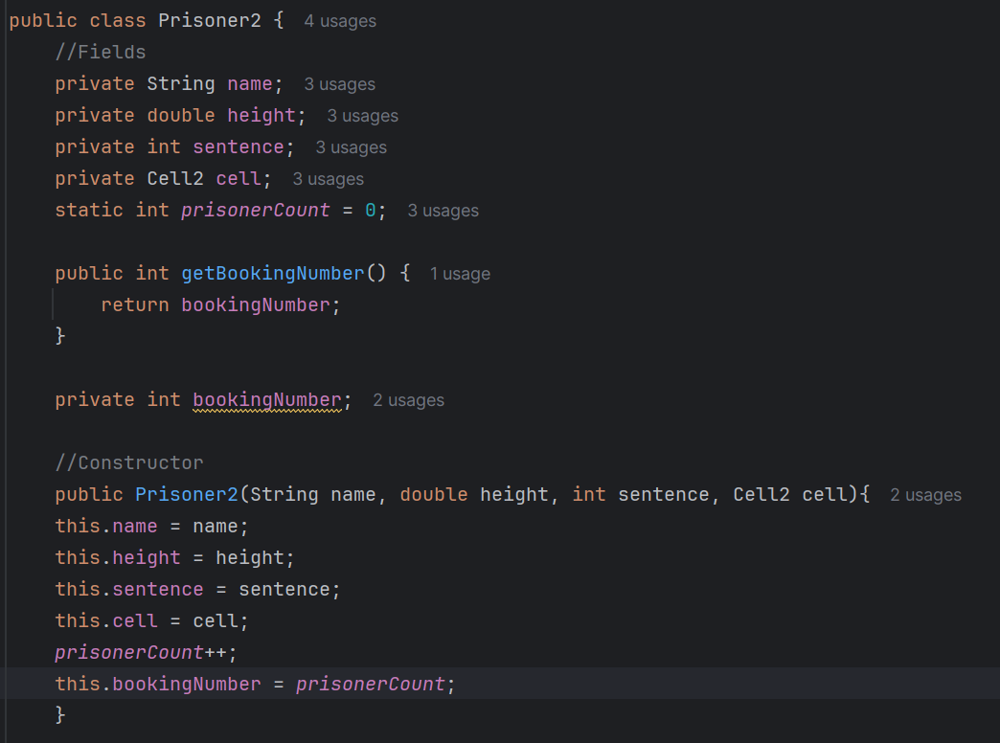 public class Prisoner2 {  4 usages
    //Fields
    private String name;  3 usages
    private double height;  3 usages
    private int sentence;  3 usages
    private Cell2 cell;  3 usages
    static int prisonerCount = 0;  3 usages
    public int getBookingNumber() {  1 usage
        return bookingNumber;
    }
    private int bookingNumber;  2 usages
    //Constructor
    public Prisoner2(String name, double height, int sentence, Cell2 cell){  2 usages
    this.name = name;
    this.height = height;
    this.sentence = sentence;
    this.cell = cell;
    prisonerCount++;
    this.bookingNumber = prisonerCount;
    }